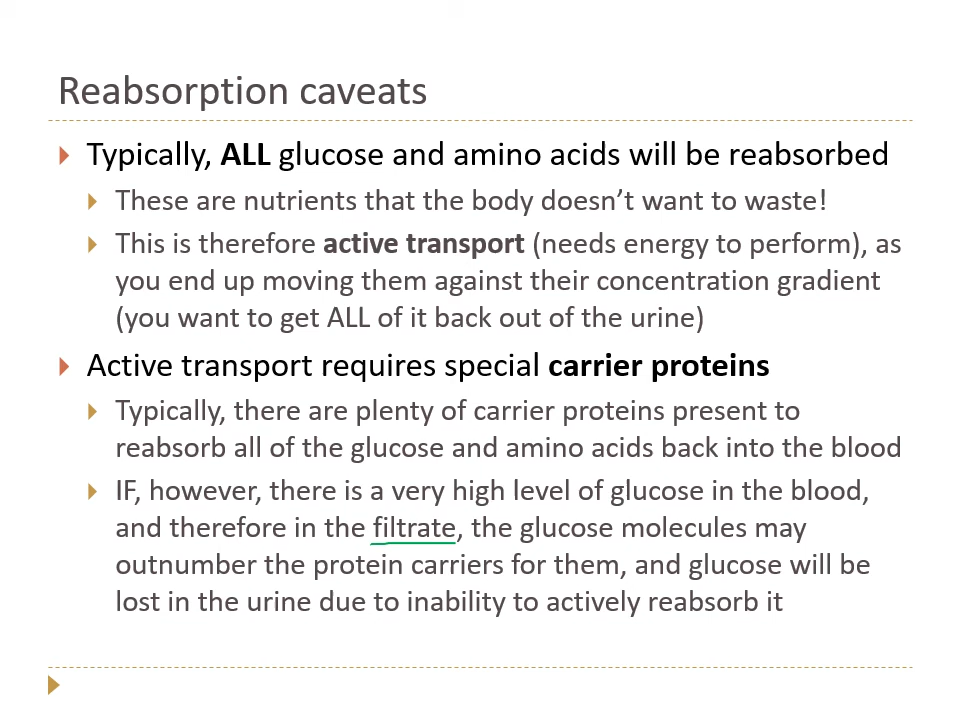 Reabsorption caveats
Typically, ALL glucose and amino acids will be reabsorbed
These are nutrients that the body doesn’t want to waste!
This is therefore active transport (needs energy to perform), as
you end up moving them against their concentration gradient
(you want to get ALL of it back out of the urine)
Active transport requires special carrier proteins
Typically, there are plenty of carrier proteins present to
reabsorb all of the glucose and amino acids back into the blood
IF, however, there is a very high level of glucose in the blood,
and therefore in the filtrate, the glucose molecules may
outnumber the protein carriers for them, and glucose will be
lost in the urine due to inability to actively reabsorb it